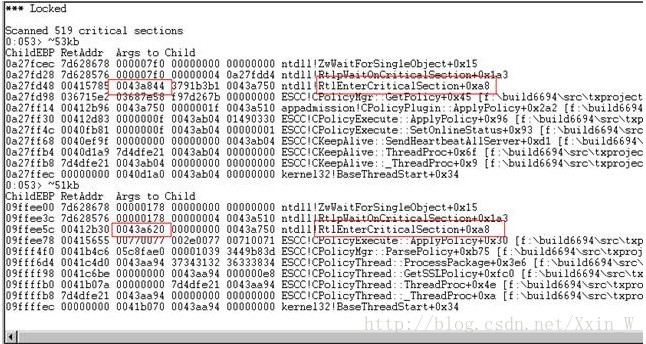 *** Locked
Scanned 519 critical sections
0:053> ~53kb
ChildEBP RetAddr  Args to Child
0a27fcec 7d628678 000007f0 00000000 00000000 ntdll!ZwWaitForSingleObject+0x15
0a27fd28 7d628576 000007f0 00000004 0a27fdd4 ntdll!RtlpWaitOnCriticalSection+0x1a3
0a27fd48 00415785 0043a844 3791b3b1 0043a750 ntdll!RtlEnterCriticalSection+0xa8
0a27fd98 036715e2 03687e58 f97d267b 00000000 ESCC!CPolicyMgr::GetPolicy+0x45 [f:\build6694\src\txproject
0a27ff14 00412b96 0043a750 0000001f 0043a510 appadmission!CPolicyPlugin::ApplyPolicy+0x2a2 [f:\build669
0a27ff30 00412d83 0000000f 0043ab04 01490330 ESCC!CPolicyExecute::ApplyPolicy+0x96 [f:\build6694\src\tx
0a27ff4c 0040fb81 0000000f 0043ab04 00000001 ESCC!CPolicyExecute::SetOnlineStatus+0x93 [f:\build6694\sr
0a27ff68 0040ef9f 00000000 00000000 0043ab04 ESCC!CKeepAlive::SendHeartbeatAllServer+0xd1 [f:\build6694
0a27ffb4 0040d1a9 7d4dfe21 0043ab04 00000000 ESCC!CKeepAlive::ThreadProc+0x6f [f:\build6694\src\txproje
0a27ffb8 7d4dfe21 0043ab04 00000000 00000000 ESCC!CKeepAlive::_ThreadProc+0x9 [f:\build6694\src\txproje
0a27ffec 00000000 0040d1a0 0043ab04 00000000 kernel32!BaseThreadStart+0x34
0:053> ~51kb
ChildEBP RetAddr  Args to Child
09ffee00 7d628678 00000178 00000000 00000000 ntdll!ZwWaitForSingleObject+0x15
09ffee3c 7d628576 00000178 00000004 0043a510 ntdll!RtlpWaitOnCriticalSection+0x1a3
09ffee5c 00412b30 0043a620 00000000 0043a750 ntdll!RtlEnterCriticalSection+0xa8
09ffee78 00415655 00770077 002e0077 00710071 ESCC!CPolicyExecute::ApplyPolicy+0x30 [f:\build6694\src\tx
09fff4f0 0041b4c6 05c8fae0 00001039 3449b83d ESCC!CPolicyMgr::ParsePolicy+0xb75 [f:\build6694\src\txpro
09fff6d4 0041c4d0 0043aa94 37343132 36333834 ESCC!CPolicyThread::ProcessPackage+0x3e6 [f:\build6694\src
09ffff98 0041c6be 00000000 0043aa94 000000e8 ESCC!CPolicyThread::GetSSLPolicy+0xfc0 [f:\build6694\src\t
09ffffb0 0041b07a 00000000 7d4dfe21 0043aa94 ESCC!CPolicyThread::ThreadProc+0x4e [f:\build6694\src\txpr
09ffffb8 7d4dfe21 0043aa94 00000000 00000000 ESCC!CPolicyThread::_ThreadProc+0xa [f:\build6694\src\txpr
09ffffec 00000000 0041b070 0043aa94 00000000 kernel32!BaseThreadStart+0x34
http://blog.csdn.net/Xxin_W